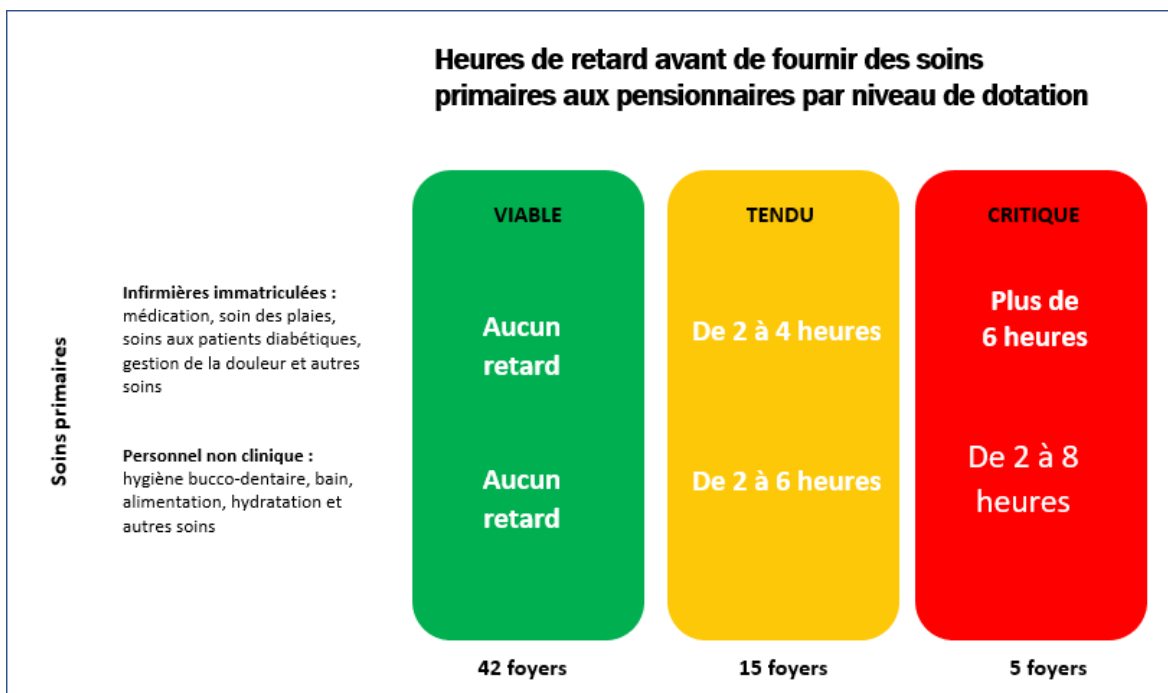 Heures de retard avant de fournir des soins
primaires aux pensionnaires par niveau de dotation
VIABLE
TENDU
CRITIQUE
Soins primaires
Infirmières immatriculées :
médication, soin des plaies,
soins aux patients diabétiques,
gestion de la douleur et autres
soins
Aucun
retard
De 2 à 4 heures
Plus de
6 heures
Personnel non clinique :
hygiène bucco-dentaire, bain,
alimentation, hydratation et
autres soins
Aucun
retard
De 2 à 6 heures
De 2 à 8
heures
42 foyers
15 foyers
5 foyers